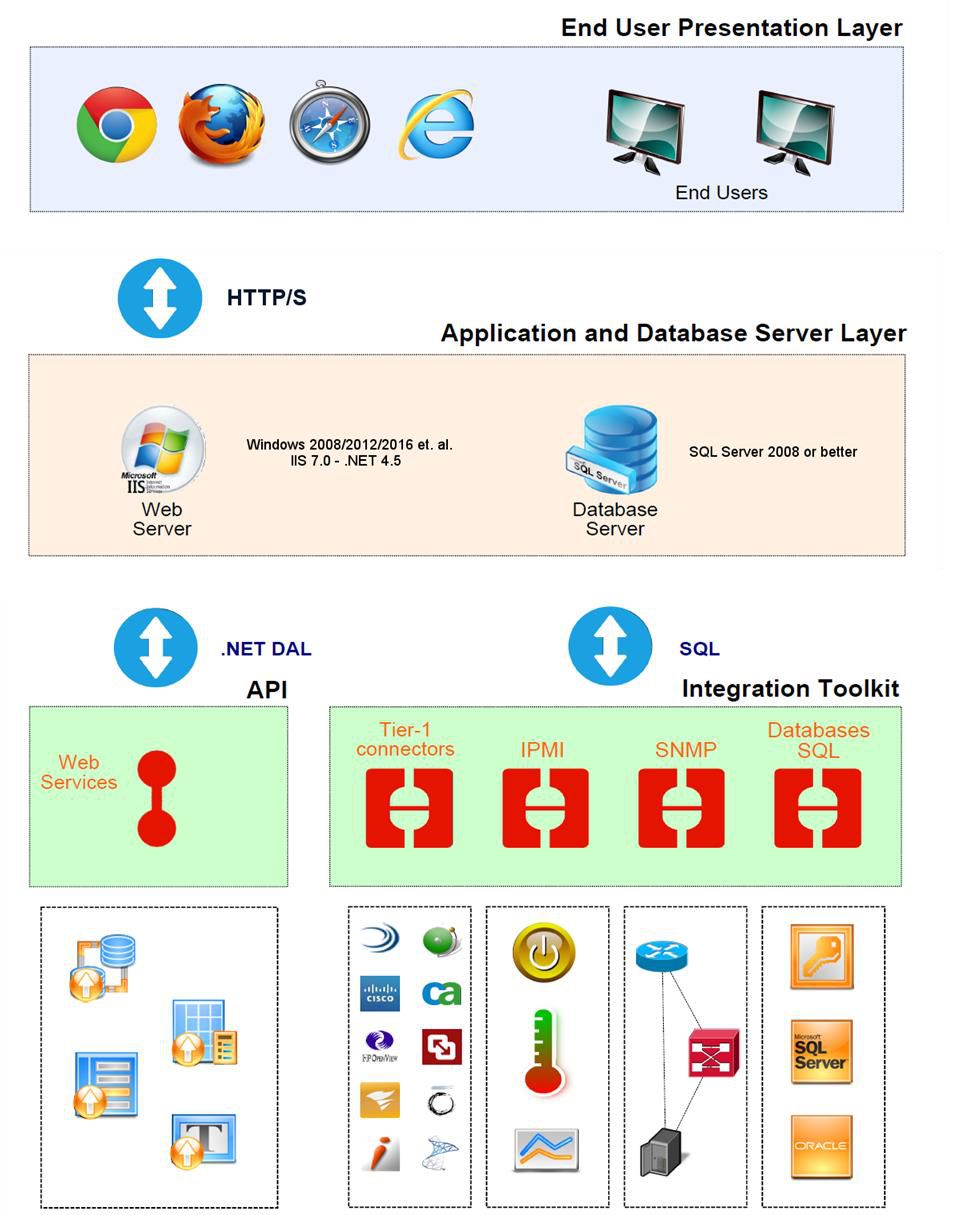 End User Presentation Layer
End Users
HTTP/S
Application and Database Server Layer
Microsoft
IIS
Web
Server
Windows 2008/2012/2016 et. al.
IIS 7.0 - .NET 4.5
SQL Server
Database
Server
SQL Server 2008 or better
.NET DAL
SQL
API
Integration Toolkit
Web
Services
Tier-1
connectors
IPMI
SNMP
Databases
SQL
CISCO
ca
HP OPENVIEW
T
Microsoft
SQL
Server
ORACLE